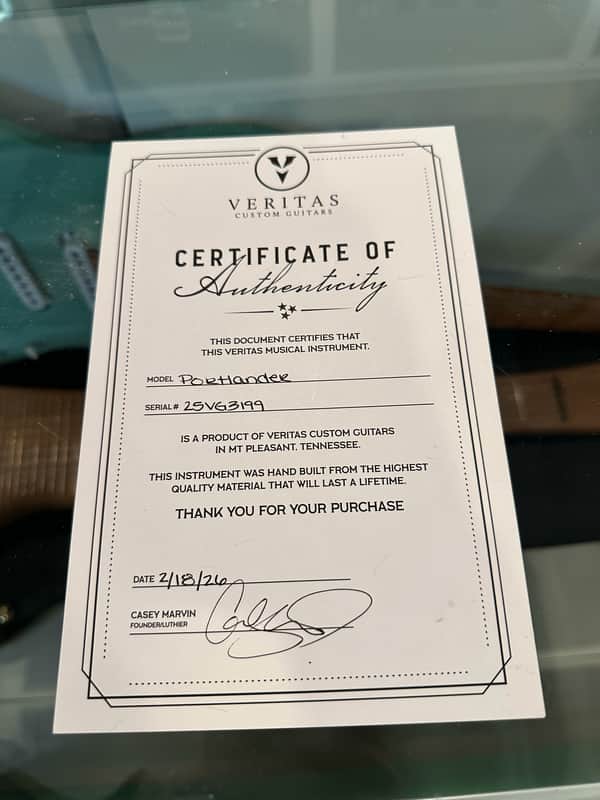 VERITAS
CUSTOM GUITARS
CERTIFICATE OF
Authenticity
THIS DOCUMENT CERTIFIES THAT
THIS VERITAS MUSICAL INSTRUMENT.
MODEL Portlander
SERIAL# 25VG3199
IS A PRODUCT OF VERITAS CUSTOM GUITARS
IN MT PLEASANT, TENNESSEE.
THIS INSTRUMENT WAS HAND BUILT FROM THE HIGHEST
QUALITY MATERIAL THAT WILL LAST A LIFETIME.
THANK YOU FOR YOUR PURCHASE
DATE 2/18/26
CASEY MARVIN
FOUNDER/LUTHIER